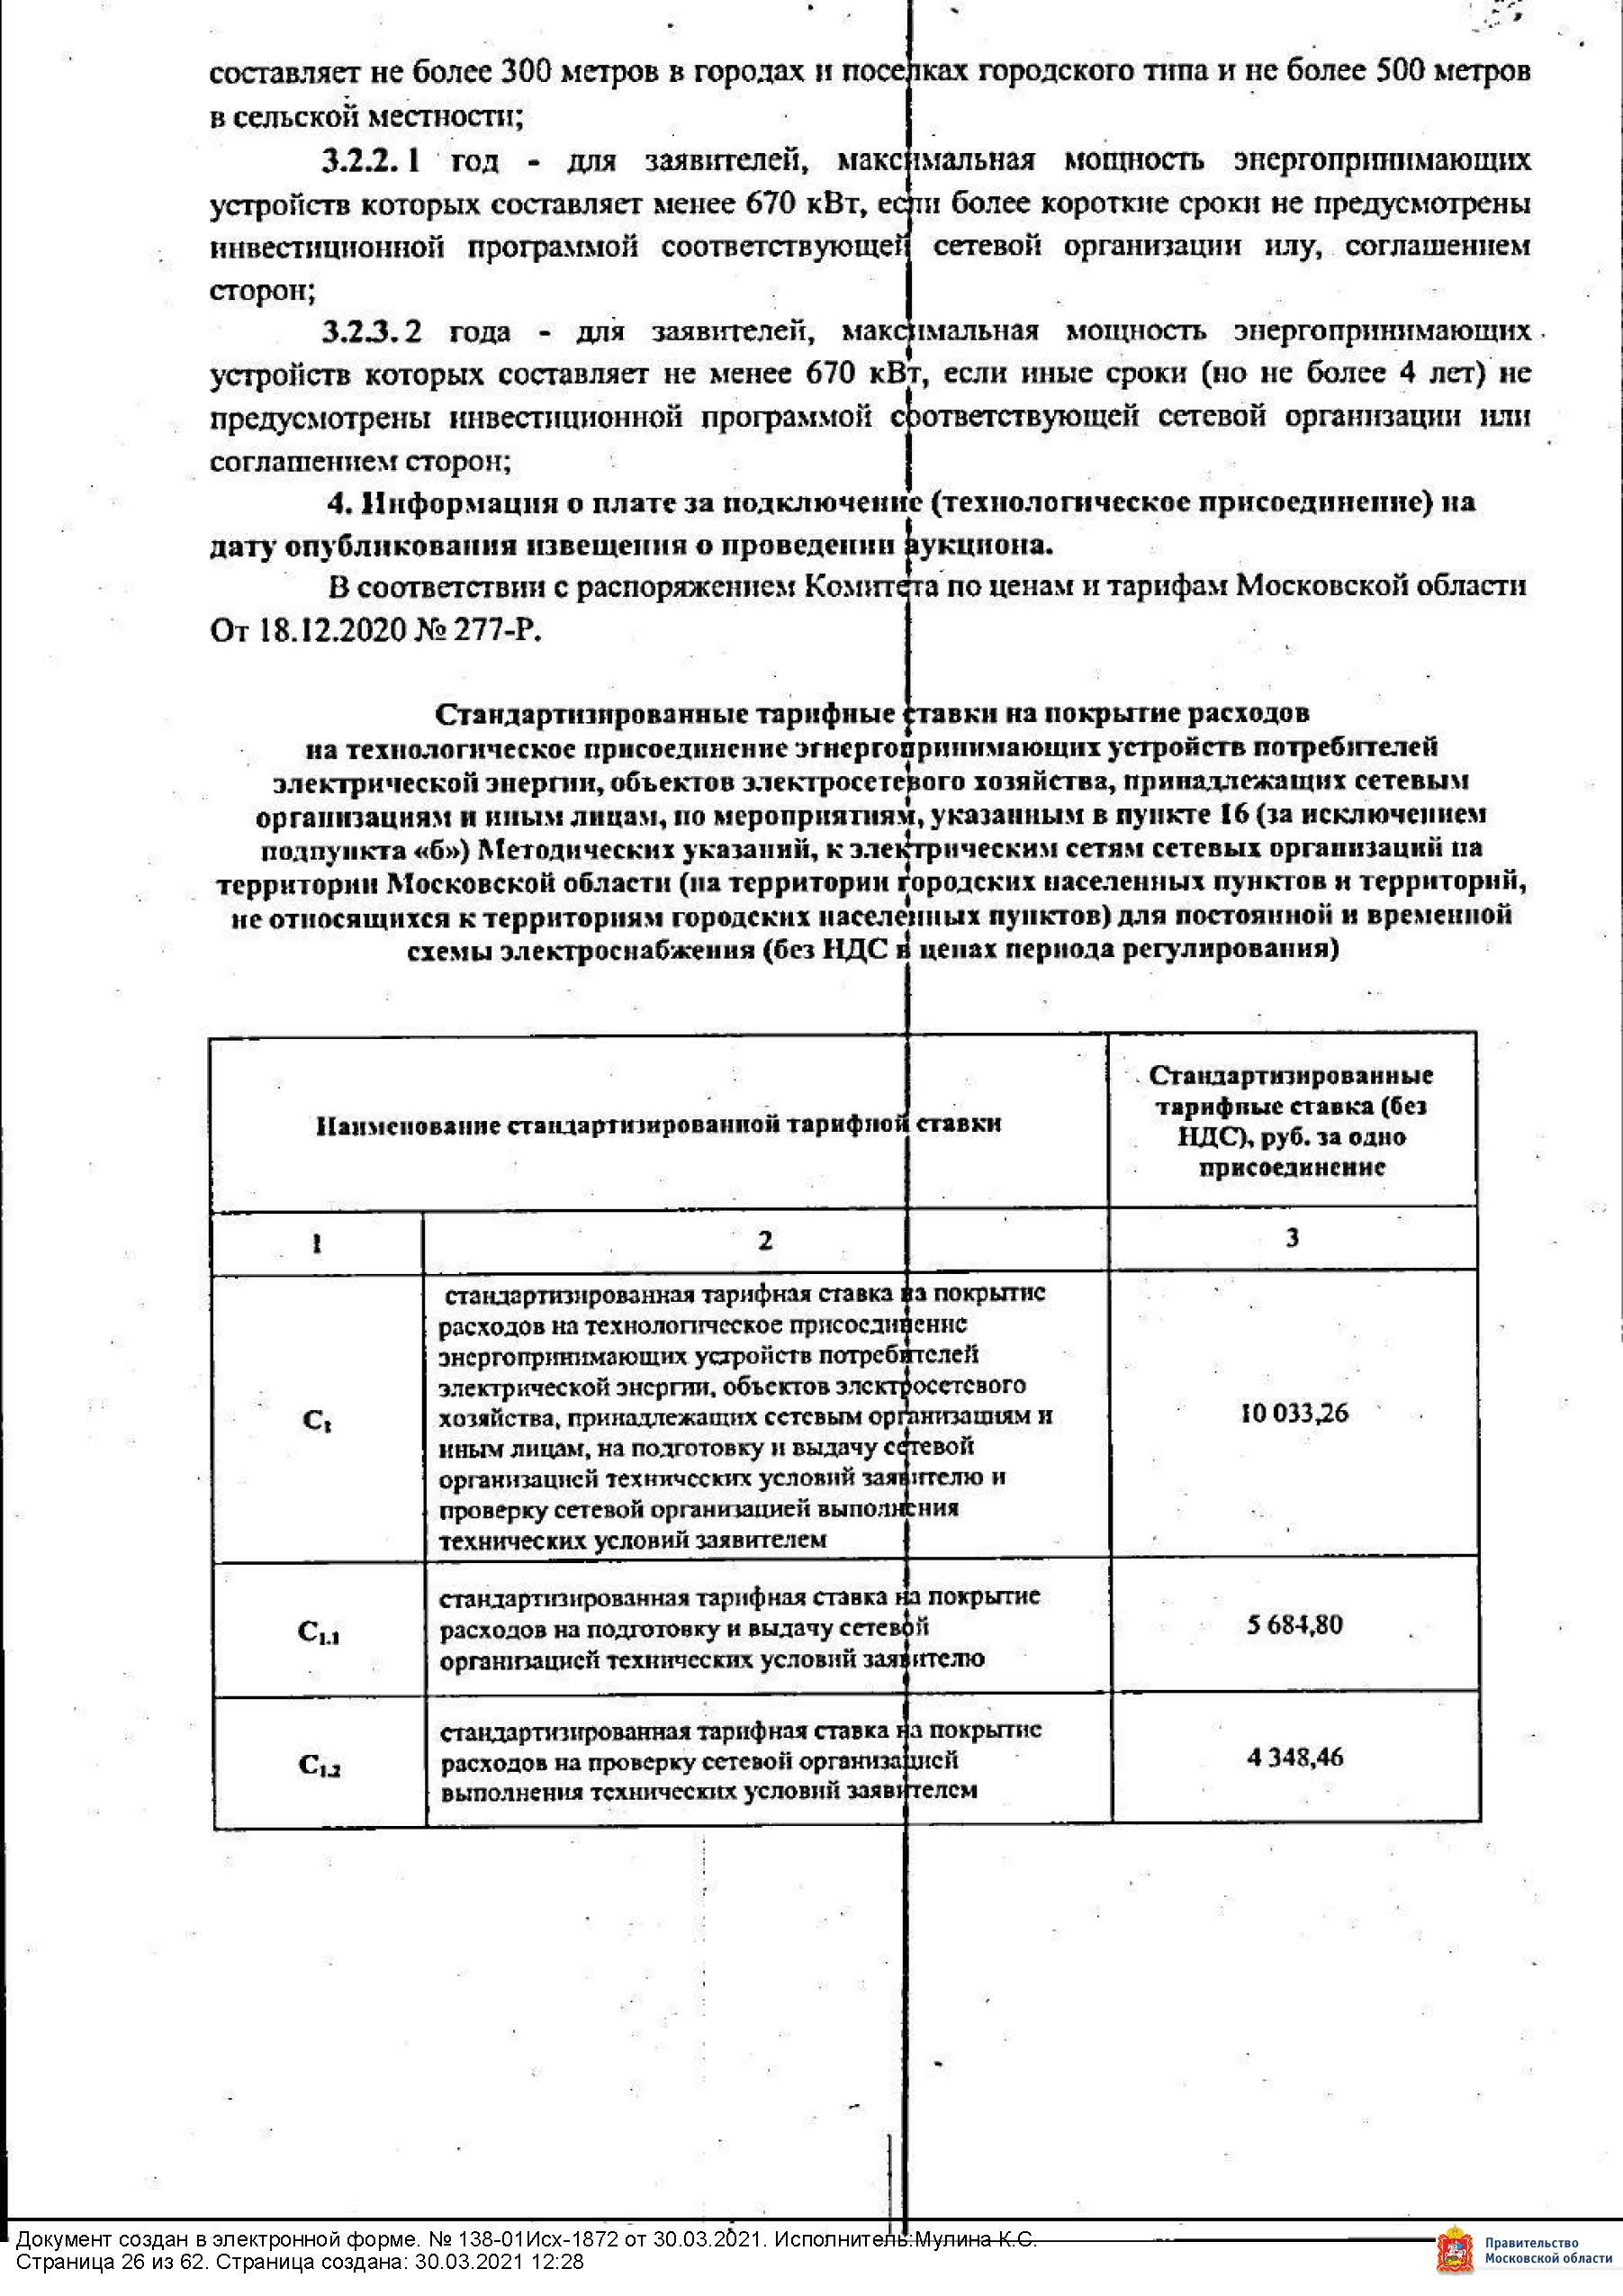 составляет не более 300 метров в городах и поселках городского типа и не более 500 метров
в сельской местности;
3.2.2. 1 год - для заявителей, максимальная мощность энергопринимающих
устройств которых составляет менее 670 кВт, если более короткие сроки не предусмотрены
инвестиционной программой соответствующей сетевой организации илу, соглашением
сторон;
3.2.3. 2 года - для заявителей, максимальная мощность энергопринимающих
устройств которых составляет не менее 670 кВт, если иные сроки (но не более 4 лет) не
предусмотрены инвестиционной программой соответствующей сетевой организации или
соглашением сторон;
4. Информация о плате за подключение (технологическое присоединение) на
дату опубликования извещения о проведении аукциона.
В соответствии с распоряжением Комитета по ценам и тарифам Московской области
От 18.12.2020 № 277-Р.
Стандартизированные тарифные ставки на покрытие расходов
на технологическое присоединение эгнергопринимающих устройств потребителей
электрической энергии, объектов электросетевого хозяйства, принадлежащих сетевым
организациям и иным лицам, по мероприятиям, указанным в пункте 16 (за исключением
подпункта «б») Методических указаний, к электрическим сетям сетевых организаций на
территории Московской области (на территории городских населенных пунктов и территорий,
не относящихся к территориям городских населенных пунктов) для постоянной и временной
схемы электроснабжения (без НДС в ценах периода регулирования)
Наименование стандартизированной тарифной ставки
Стандартизированные
тарифные ставка (без
НДС), руб. за одно
присоединение
1
2
3
C1
стандартизированная тарифная ставка на покрытие
расходов на технологическое присоединение
энергопринимающих устройств потребителей
электрической энергии, объектов электросетевого
хозяйства, принадлежащих сетевым организациям и
иным лицам, на подготовку и выдачу сетевой
организацией технических условий заявителю и
проверку сетевой организацией выполнения
технических условий заявителем
10 033,26
C1.1
стандартизированная тарифная ставка на покрытие
расходов на подготовку и выдачу сетевой
организацией технических условий заявителю
5 684,80
C1.2
стандартизированная тарифная ставка на покрытие
расходов на проверку сетевой организацией
выполнения технических условий заявителем
4 348,46
Документ создан в электронной форме. № 138-01Исх-1872 от 30.03.2021. Исполнитель:Мулина К.С.
Страница 26 из 62. Страница создана: 30.03.2021 12:28
Правительство
Московской области